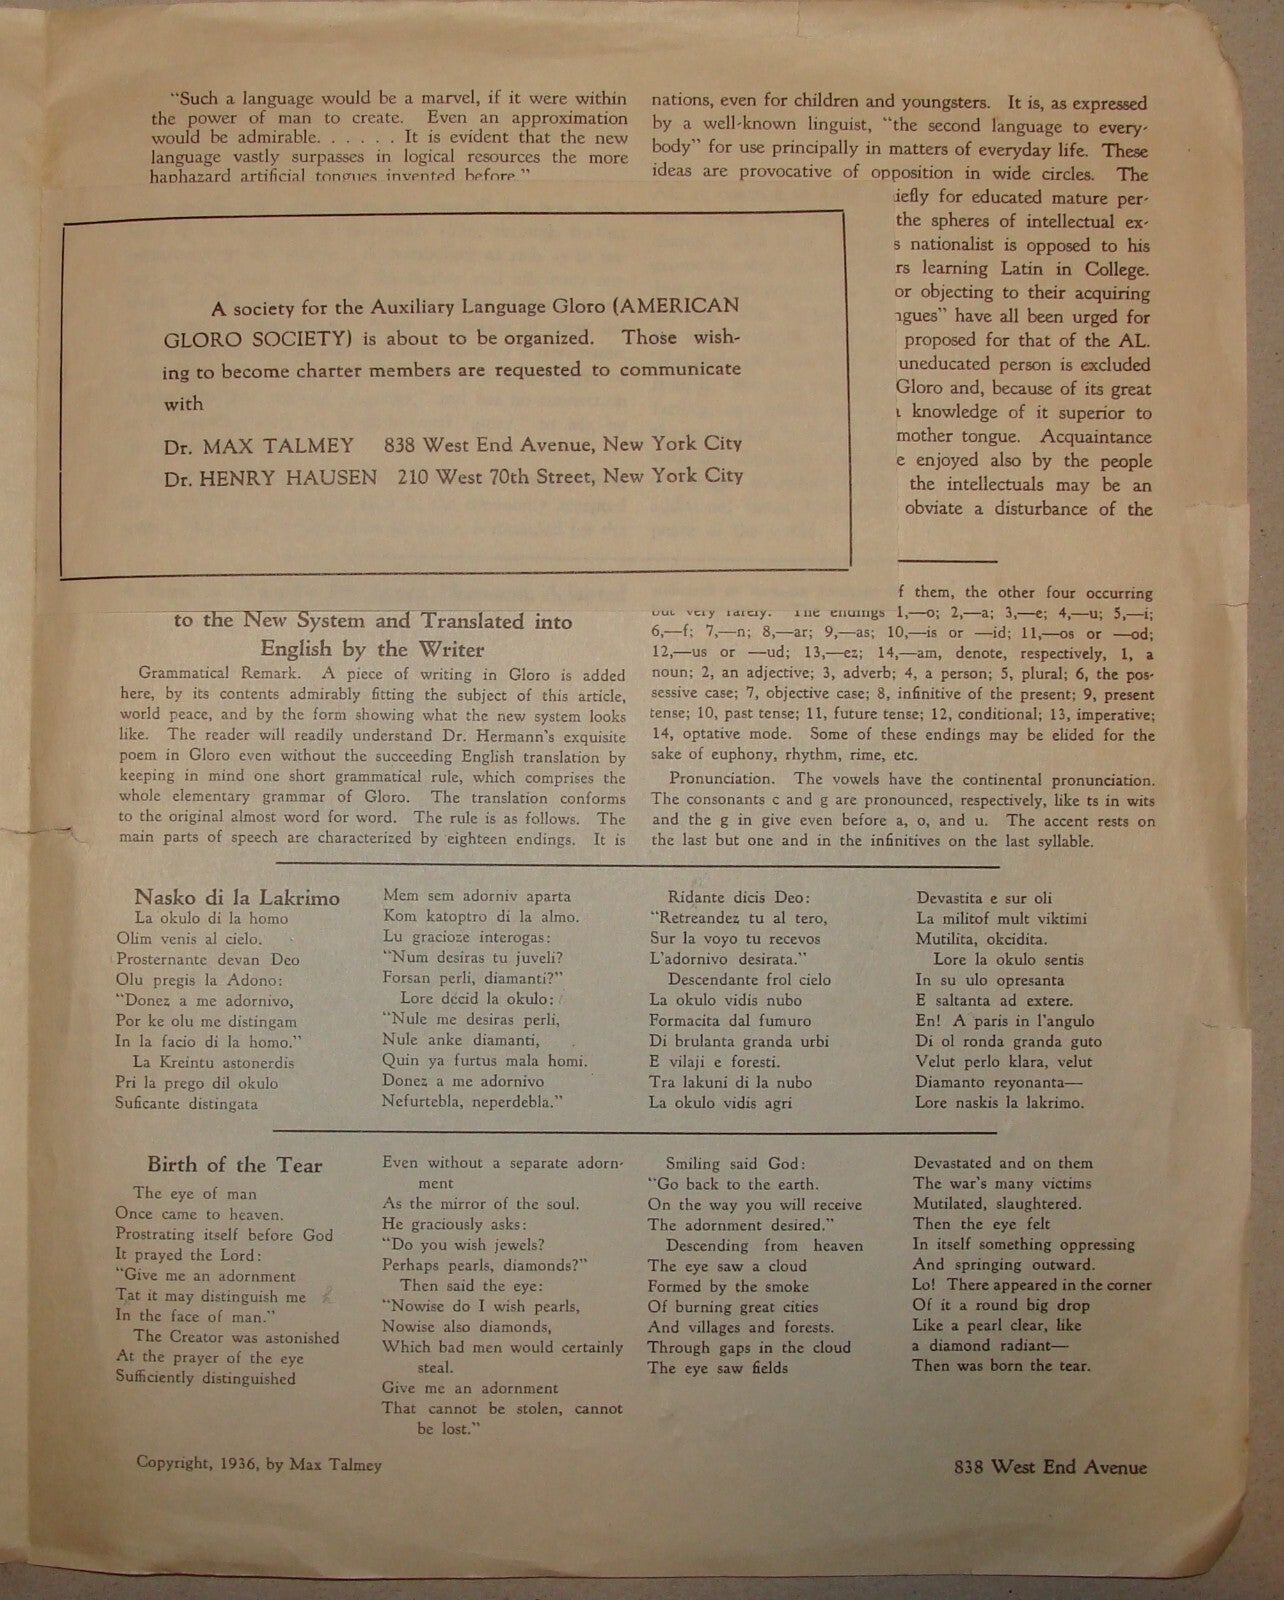 "Such a language would be a marvel, if it were within
the power of man to create. Even an approximation
would be admirable. . . . . . It is evident that the new
language vastly surpasses in logical resources the more
haphazard artificial tongues invented before."
nations, even for children and youngsters. It is, as expressed
by a well-known linguist, "the second language to every-
body" for use principally in matters of everyday life. These
ideas are provocative of opposition in wide circles. The
iefly for educated mature per-
the spheres of intellectual ex-
s nationalist is opposed to his
rs learning Latin in College.
or objecting to their acquiring
ngues" have all been urged for
proposed for that of the AL.
uneducated person is excluded
Gloro and, because of its great
knowledge of it superior to
mother tongue. Acquaintance
e enjoyed also by the people
the intellectuals may be an
obviate a disturbance of the
A society for the Auxiliary Language Gloro (AMERICAN
GLORO SOCIETY) is about to be organized. Those wish-
ing to become charter members are requested to communicate
with
Dr. MAX TALMEY 838 West End Avenue, New York City
Dr. HENRY HAUSEN 210 West 70th Street, New York City
to the New System and Translated into
English by the Writer
Grammatical Remark. A piece of writing in Gloro is added
here, by its contents admirably fitting the subject of this article,
world peace, and by the form showing what the new system looks
like. The reader will readily understand Dr. Hermann's exquisite
poem in Gloro even without the succeeding English translation by
keeping in mind one short grammatical rule, which comprises the
whole elementary grammar of Gloro. The translation conforms
to the original almost word for word. The rule is as follows. The
main parts of speech are characterized by eighteen endings. It is
f them, the other four occurring
but very rarely. The endings 1,—o; 2,—a; 3,—e; 4,—u; 5,—i;
6,—f; 7,—n; 8,—ar; 9,—as; 10,—is or —id; 11,—os or —od;
12,—us or —ud; 13,—ez; 14,—am, denote, respectively, 1, a
noun; 2, an adjective; 3, adverb; 4, a person; 5, plural; 6, the pos-
sessive case; 7, objective case; 8, infinitive of the present; 9, present
tense; 10, past tense; 11, future tense; 12, conditional; 13, imperative;
14, optative mode. Some of these endings may be elided for the
sake of euphony, rhythm, rime, etc.
Pronunciation. The vowels have the continental pronunciation.
The consonants c and g are pronounced, respectively, like ts in wits
and the g in give even before a, o, and u. The accent rests on
the last but one and in the infinitives on the last syllable.
Nasko di la Lakrimo
La okulo di la homo
Olim venis al cielo.
Prosternante devan Deo
Olu pregis la Adono:
"Donez a me adornivo,
Por ke olu me distingam
In la facio di la homo."
La Kreintu astonerdis
Pri la prego dil okulo
Suficante distingata
Mem sem adorniv aparta
Kom katoptro di la almo.
Lu gracioze interogas:
"Num desiras tu juveli?
Forsan perli, diamanti?"
Lore decid la okulo:
"Nule me desiras perli,
Nule anke diamanti,
Quin ya furtus mala homi.
Donez a me adornivo
Nefurtebla, neperdebla."
Ridante dicis Deo:
"Retreandez tu al tero,
Sur la voyo tu recevos
L'adornivo desirata."
Descendante frol cielo
La okulo vidis nubo
Formacita dal fumuro
Di brulanta granda urbi
E vilaji e foresti.
Tra lakuni di la nubo
La okulo vidis agri
Devastita e sur oli
La militof mult viktimi
Mutilita, okcidita.
Lore la okulo sentis
In su ulo opresanta
E saltanta ad extere.
En! A paris in l'angulo
Di ol ronda granda guto
Velut perlo klara, velut
Diamanto reyonanta—
Lore naskis la lakrimo.
Birth of the Tear
The eye of man
Once came to heaven.
Prostrating itself before God
It prayed the Lord:
"Give me an adornment
Tat it may distinguish me
In the face of man."
The Creator was astonished
At the prayer of the eye
Sufficiently distinguished
Even without a separate adorn-
ment
As the mirror of the soul.
He graciously asks:
"Do you wish jewels?
Perhaps pearls, diamonds?"
Then said the eye:
"Nowise do I wish pearls,
Nowise also diamonds,
Which bad men would certainly
steal.
Give me an adornment
That cannot be stolen, cannot
be lost."
Smiling said God:
"Go back to the earth.
On the way you will receive
The adornment desired."
Descending from heaven
The eye saw a cloud
Formed by the smoke
Of burning great cities
And villages and forests.
Through gaps in the cloud
The eye saw fields
Devastated and on them
The war's many victims
Mutilated, slaughtered.
Then the eye felt
In itself something oppressing
And springing outward.
Lo! There appeared in the corner
Of it a round big drop
Like a pearl clear, like
a diamond radiant—
Then was born the tear.
Copyright, 1936, by Max Talmey
838 West End Avenue